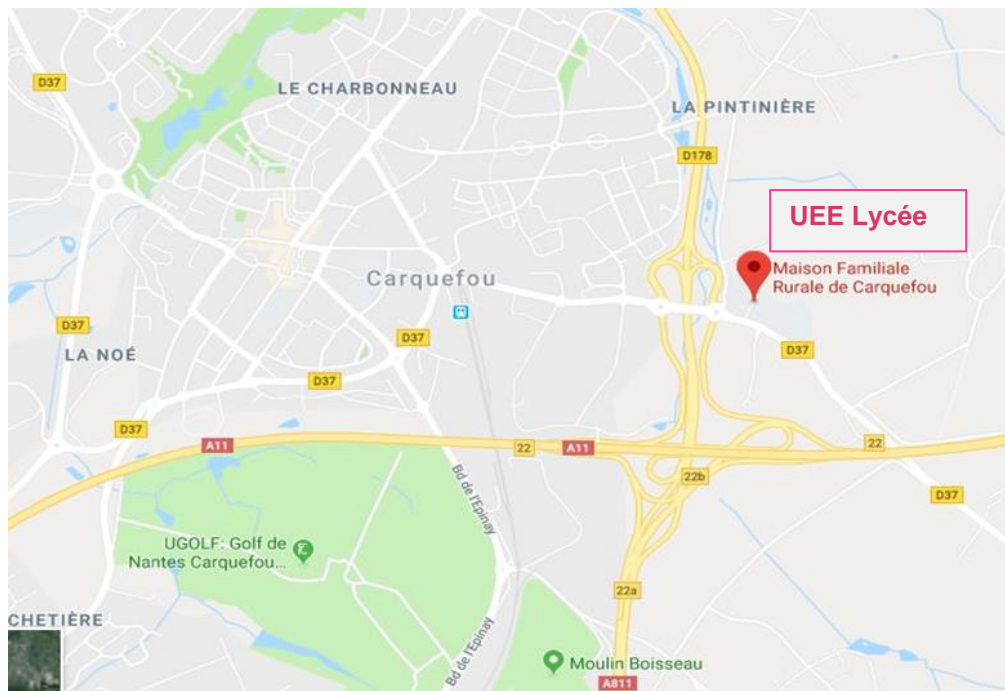 D37
LE CHARBONNEAU
LA PINTINIÈRE
D178
UEE Lycée
Maison Familiale
Rurale de Carquefou
Carquefou
D37
LA NOÉ
D37
D37
D37
D37
A11
22
A11
22
22b
Bd de l'Epinay
D37
UGOLF: Golf de
Nantes Carquefou...
22a
CHETIÈRE
Bd de l'Epinay
Moulin Boisseau
A811